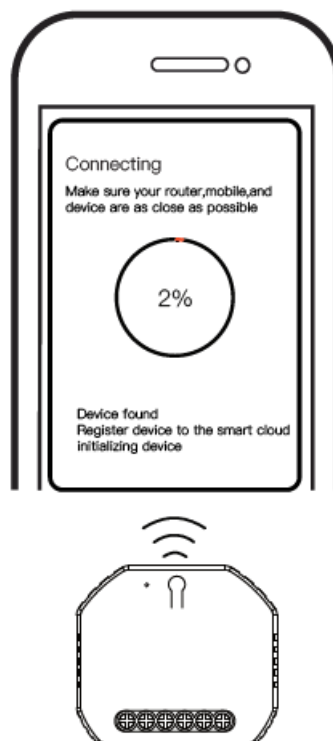 Connecting
Make sure your router,mobile,and
device are as close as possible
2%
Device found
Register device to the smart cloud
initializing device